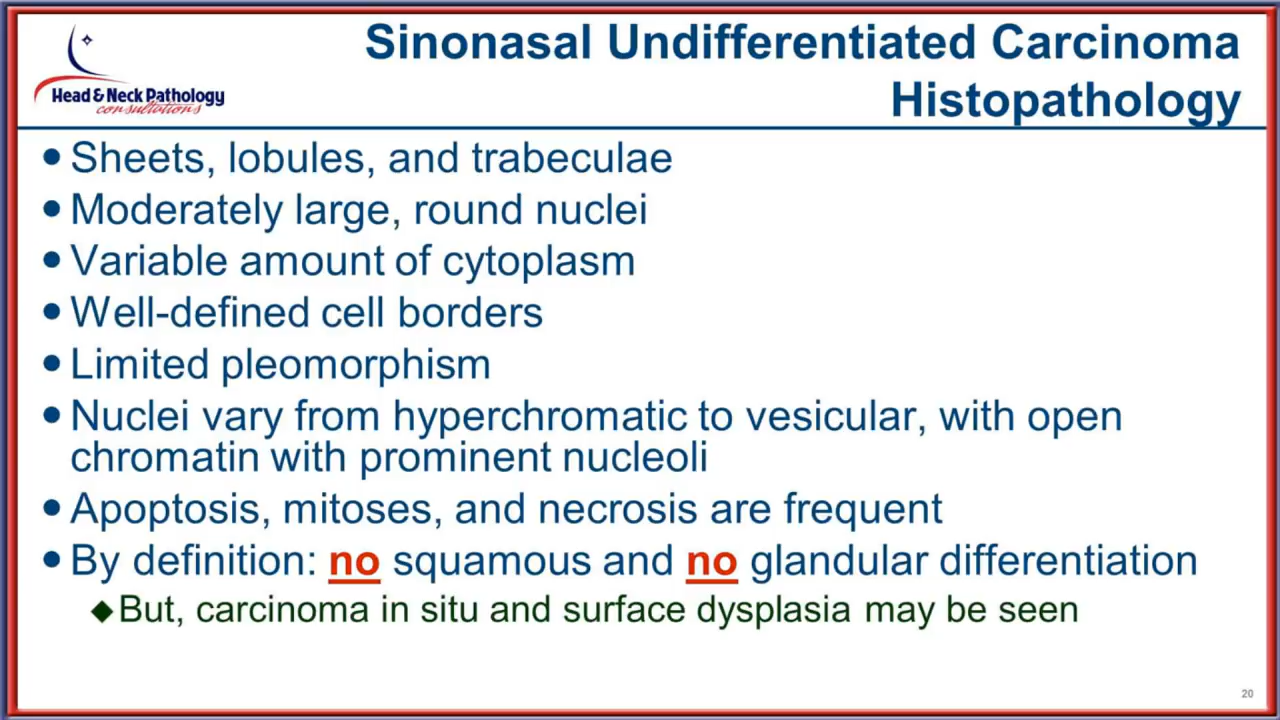 Head & Neck Pathology
consultations
Sinonasal Undifferentiated Carcinoma
Histopathology
• Sheets, lobules, and trabeculae
• Moderately large, round nuclei
• Variable amount of cytoplasm
• Well-defined cell borders
• Limited pleomorphism
• Nuclei vary from hyperchromatic to vesicular, with open
chromatin with prominent nucleoli
• Apoptosis, mitoses, and necrosis are frequent
• By definition: no squamous and no glandular differentiation
◆ But, carcinoma in situ and surface dysplasia may be seen
20